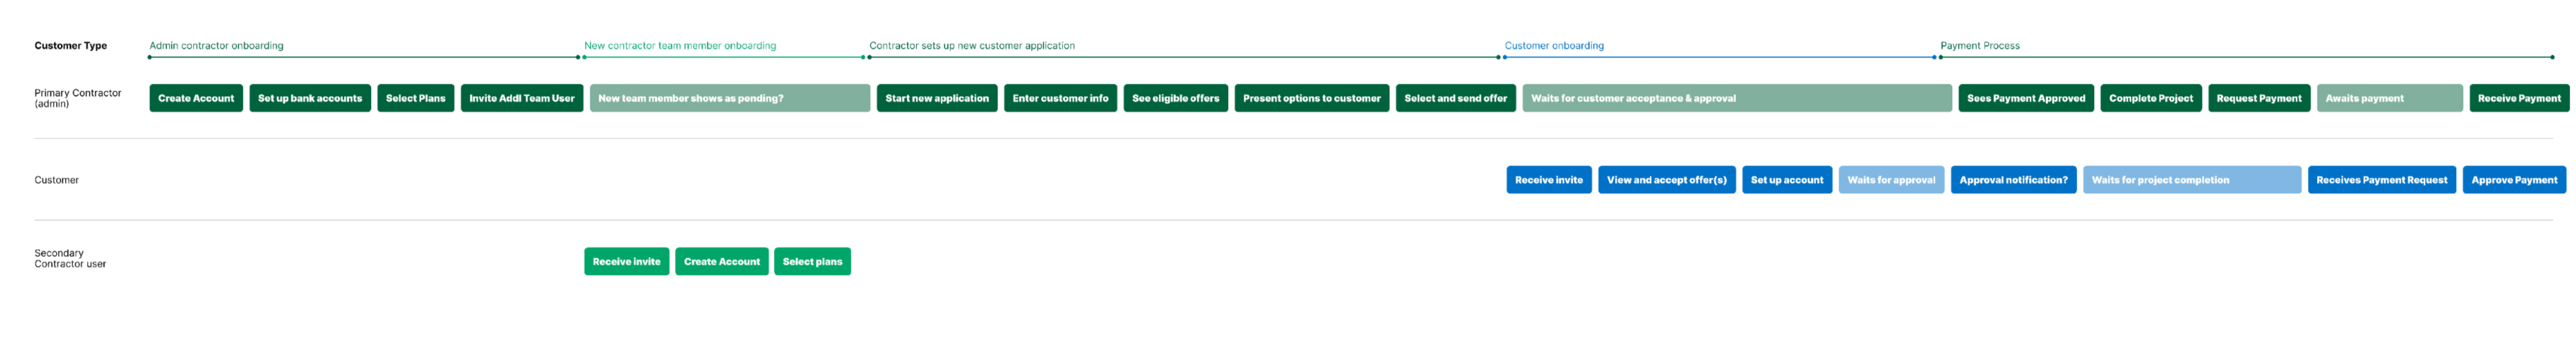 Customer Type
Admin contractor onboarding
New contractor team member onboarding
Contractor sets up new customer application
Customer onboarding
Payment Process
Primary Contractor
(admin)
Create Account
Set up bank accounts
Select Plans
Invite Addl Team User
New team member shows as pending?
Start new application
Enter customer info
See eligible offers
Present options to customer
Select and send offer
Waits for customer acceptance & approval
Sees Payment Approved
Complete Project
Request Payment
Awaits payment
Receive Payment
Customer
Receive invite
View and accept offer(s)
Set up account
Waits for approval
Approval notification?
Waits for project completion
Receives Payment Request
Approve Payment
Secondary
Contractor user
Receive invite
Create Account
Select plans